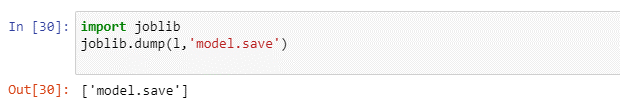 In [30]: import joblib
joblib.dump(l,'model.save')
Out[30]: ['model.save']